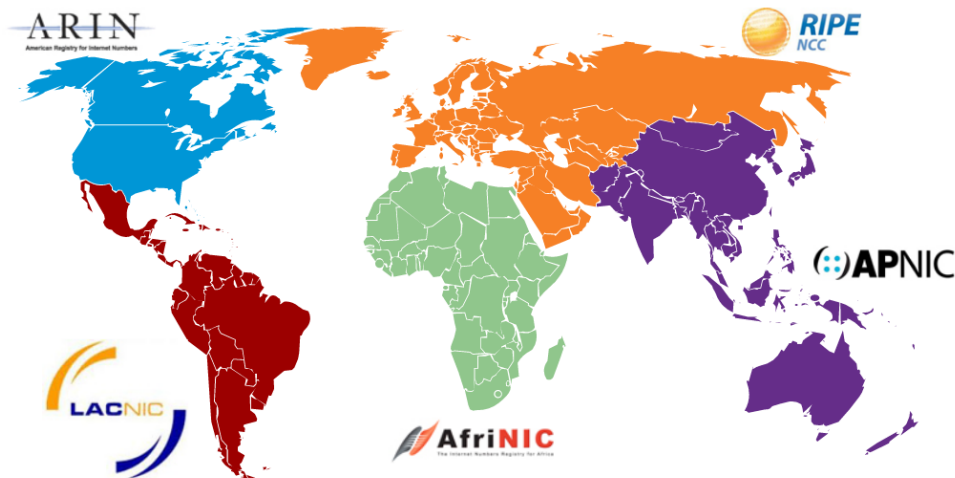 ARIN
American Registry for Internet Numbers
RIPE
NCC
APNIC
LACNIC
AfriNIC
The Internet Numbers Registry for Africa